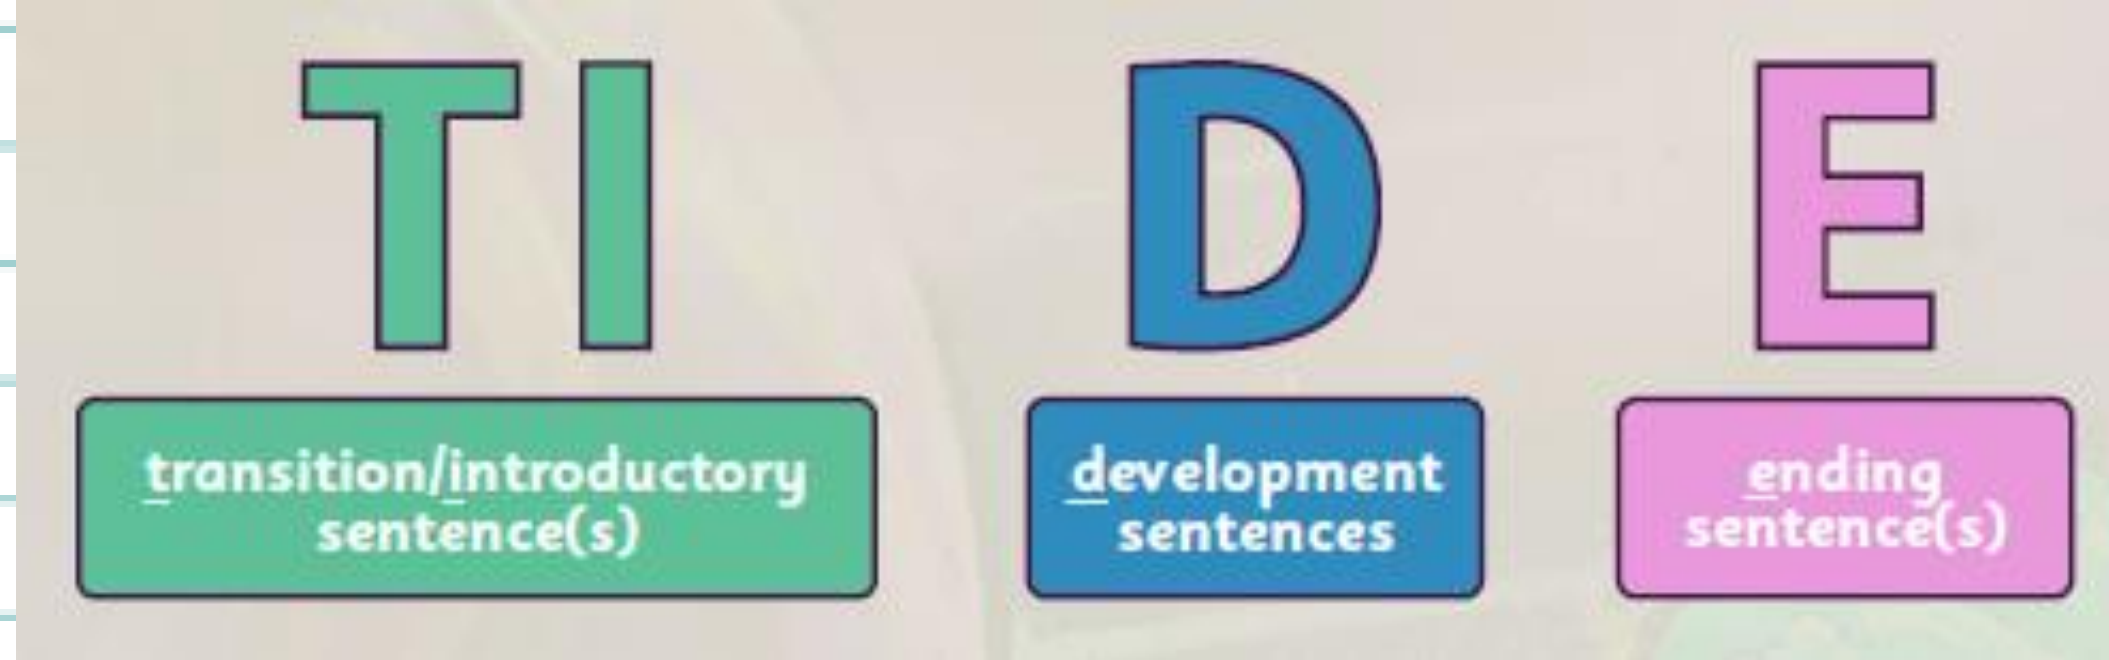 TI D E
transition/introductory
sentence(s)
development
sentences
ending
sentence(s)